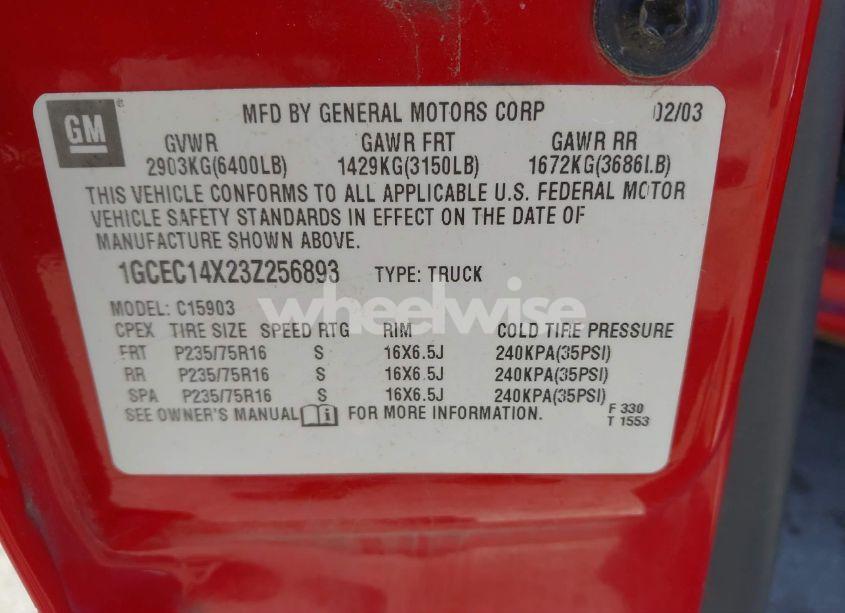 GM
MFD BY GENERAL MOTORS CORP 02/03
GVWR GAWR FRT GAWR RR
2903KG(6400LB) 1429KG(3150LB) 1672KG(3686LB)
THIS VEHICLE CONFORMS TO ALL APPLICABLE U.S. FEDERAL MOTOR
VEHICLE SAFETY STANDARDS IN EFFECT ON THE DATE OF
MANUFACTURE SHOWN ABOVE.
1GCEC14X23Z256893 TYPE: TRUCK
wheelwise
MODEL: C15903
CPEX TIRE SIZE SPEED RTG RIM COLD TIRE PRESSURE
FRT P235/75R16 S 16X6.5J 240KPA(35PSI)
RR P235/75R16 S 16X6.5J 240KPA(35PSI)
SPA P235/75R16 S 16X6.5J 240KPA(35PSI)
SEE OWNER'S MANUAL FOR MORE INFORMATION.
F 330
T 1553